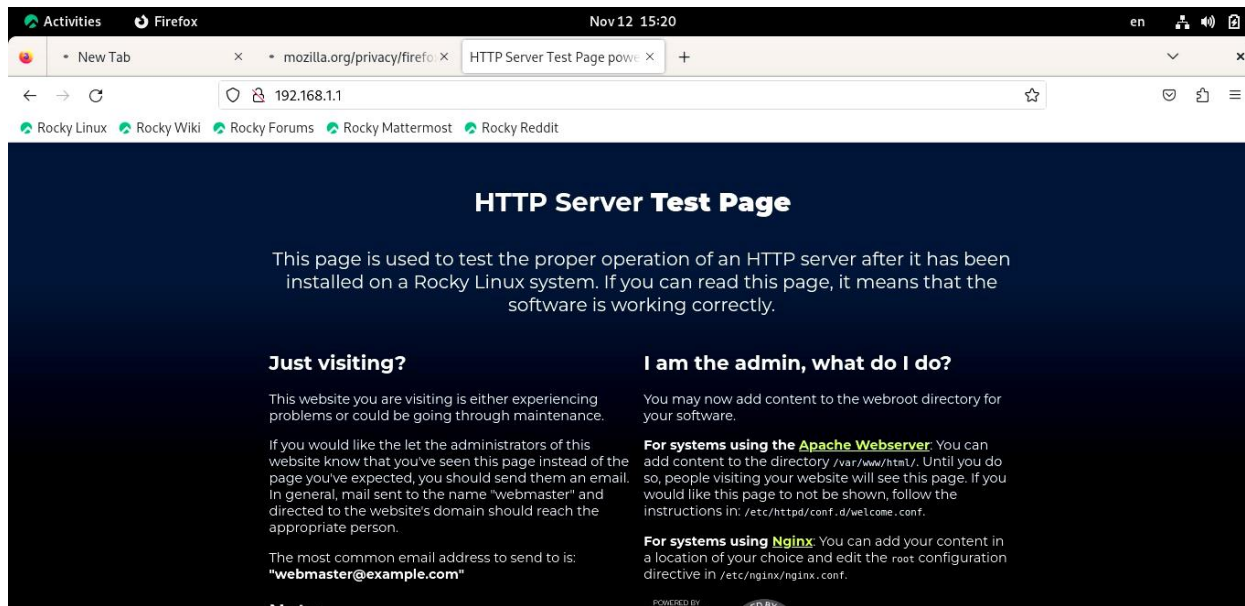 Activities Firefox Nov 12 15:20 en
New Tab mozilla.org/privacy/firefo HTTP Server Test Page powe
192.168.1.1
Rocky Linux Rocky Wiki Rocky Forums Rocky Mattermost Rocky Reddit
HTTP Server Test Page
This page is used to test the proper operation of an HTTP server after it has been
installed on a Rocky Linux system. If you can read this page, it means that the
software is working correctly.
Just visiting?
This website you are visiting is either experiencing
problems or could be going through maintenance.
If you would like the let the administrators of this
website know that you've seen this page instead of the
page you've expected, you should send them an email.
In general, mail sent to the name "webmaster" and
directed to the website's domain should reach the
appropriate person.
The most common email address to send to is:
"webmaster@example.com"
I am the admin, what do I do?
You may now add content to the webroot directory for
your software.
For systems using the Apache Webserver: You can
add content to the directory /var/www/html/. Until you do
so, people visiting your website will see this page. If you
would like this page to not be shown, follow the
instructions in: /etc/httpd/conf.d/welcome.conf.
For systems using Nginx: You can add your content in
a location of your choice and edit the root configuration
directive in /etc/nginx/nginx.conf.
POWERED BY